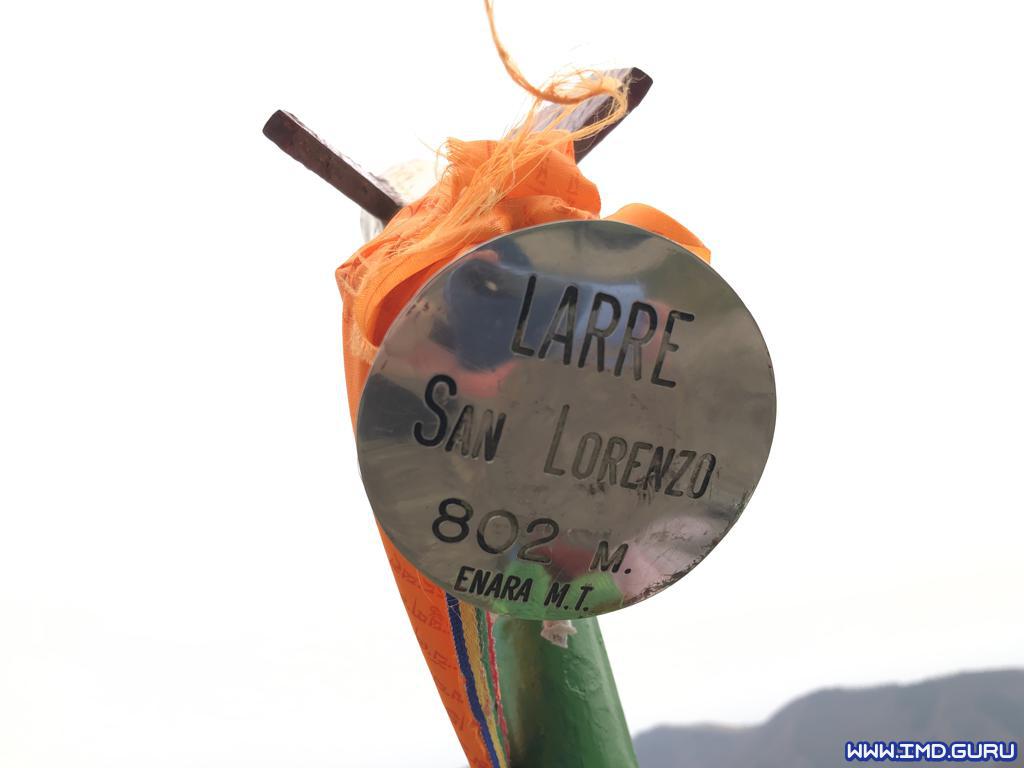 LARRE
SAN LORENZO
802 M.
ENARA M.T.
WWW.IMD.GURU